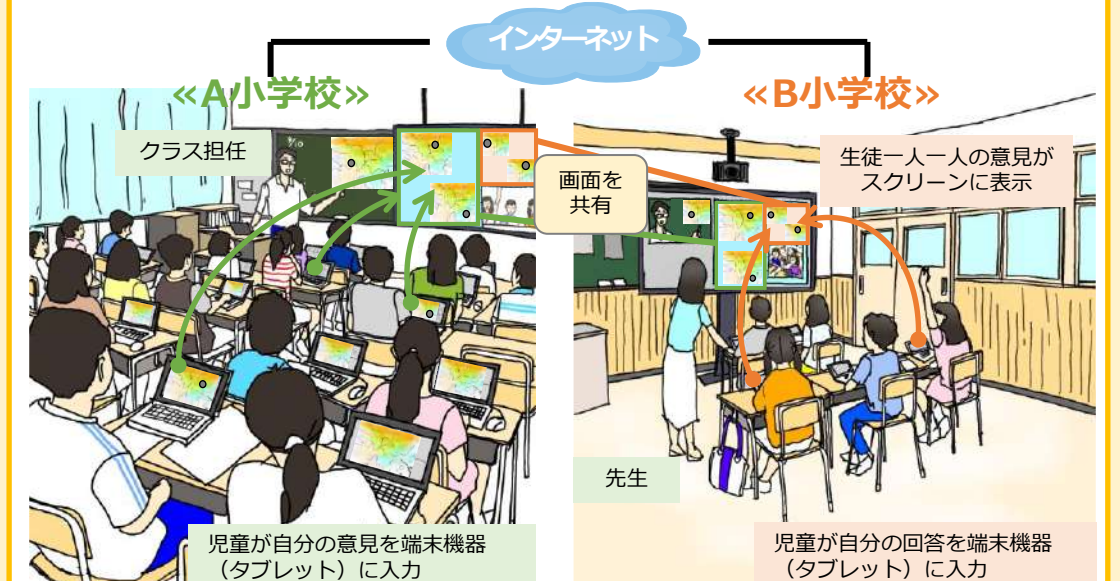 インターネット
≪A小学校≫
≪B小学校≫
クラス担任
画面を
共有
生徒一人一人の意見が
スクリーンに表示
先生
児童が自分の意見を端末機器
(タブレット)に入力
児童が自分の回答を端末機器
(タブレット)に入力